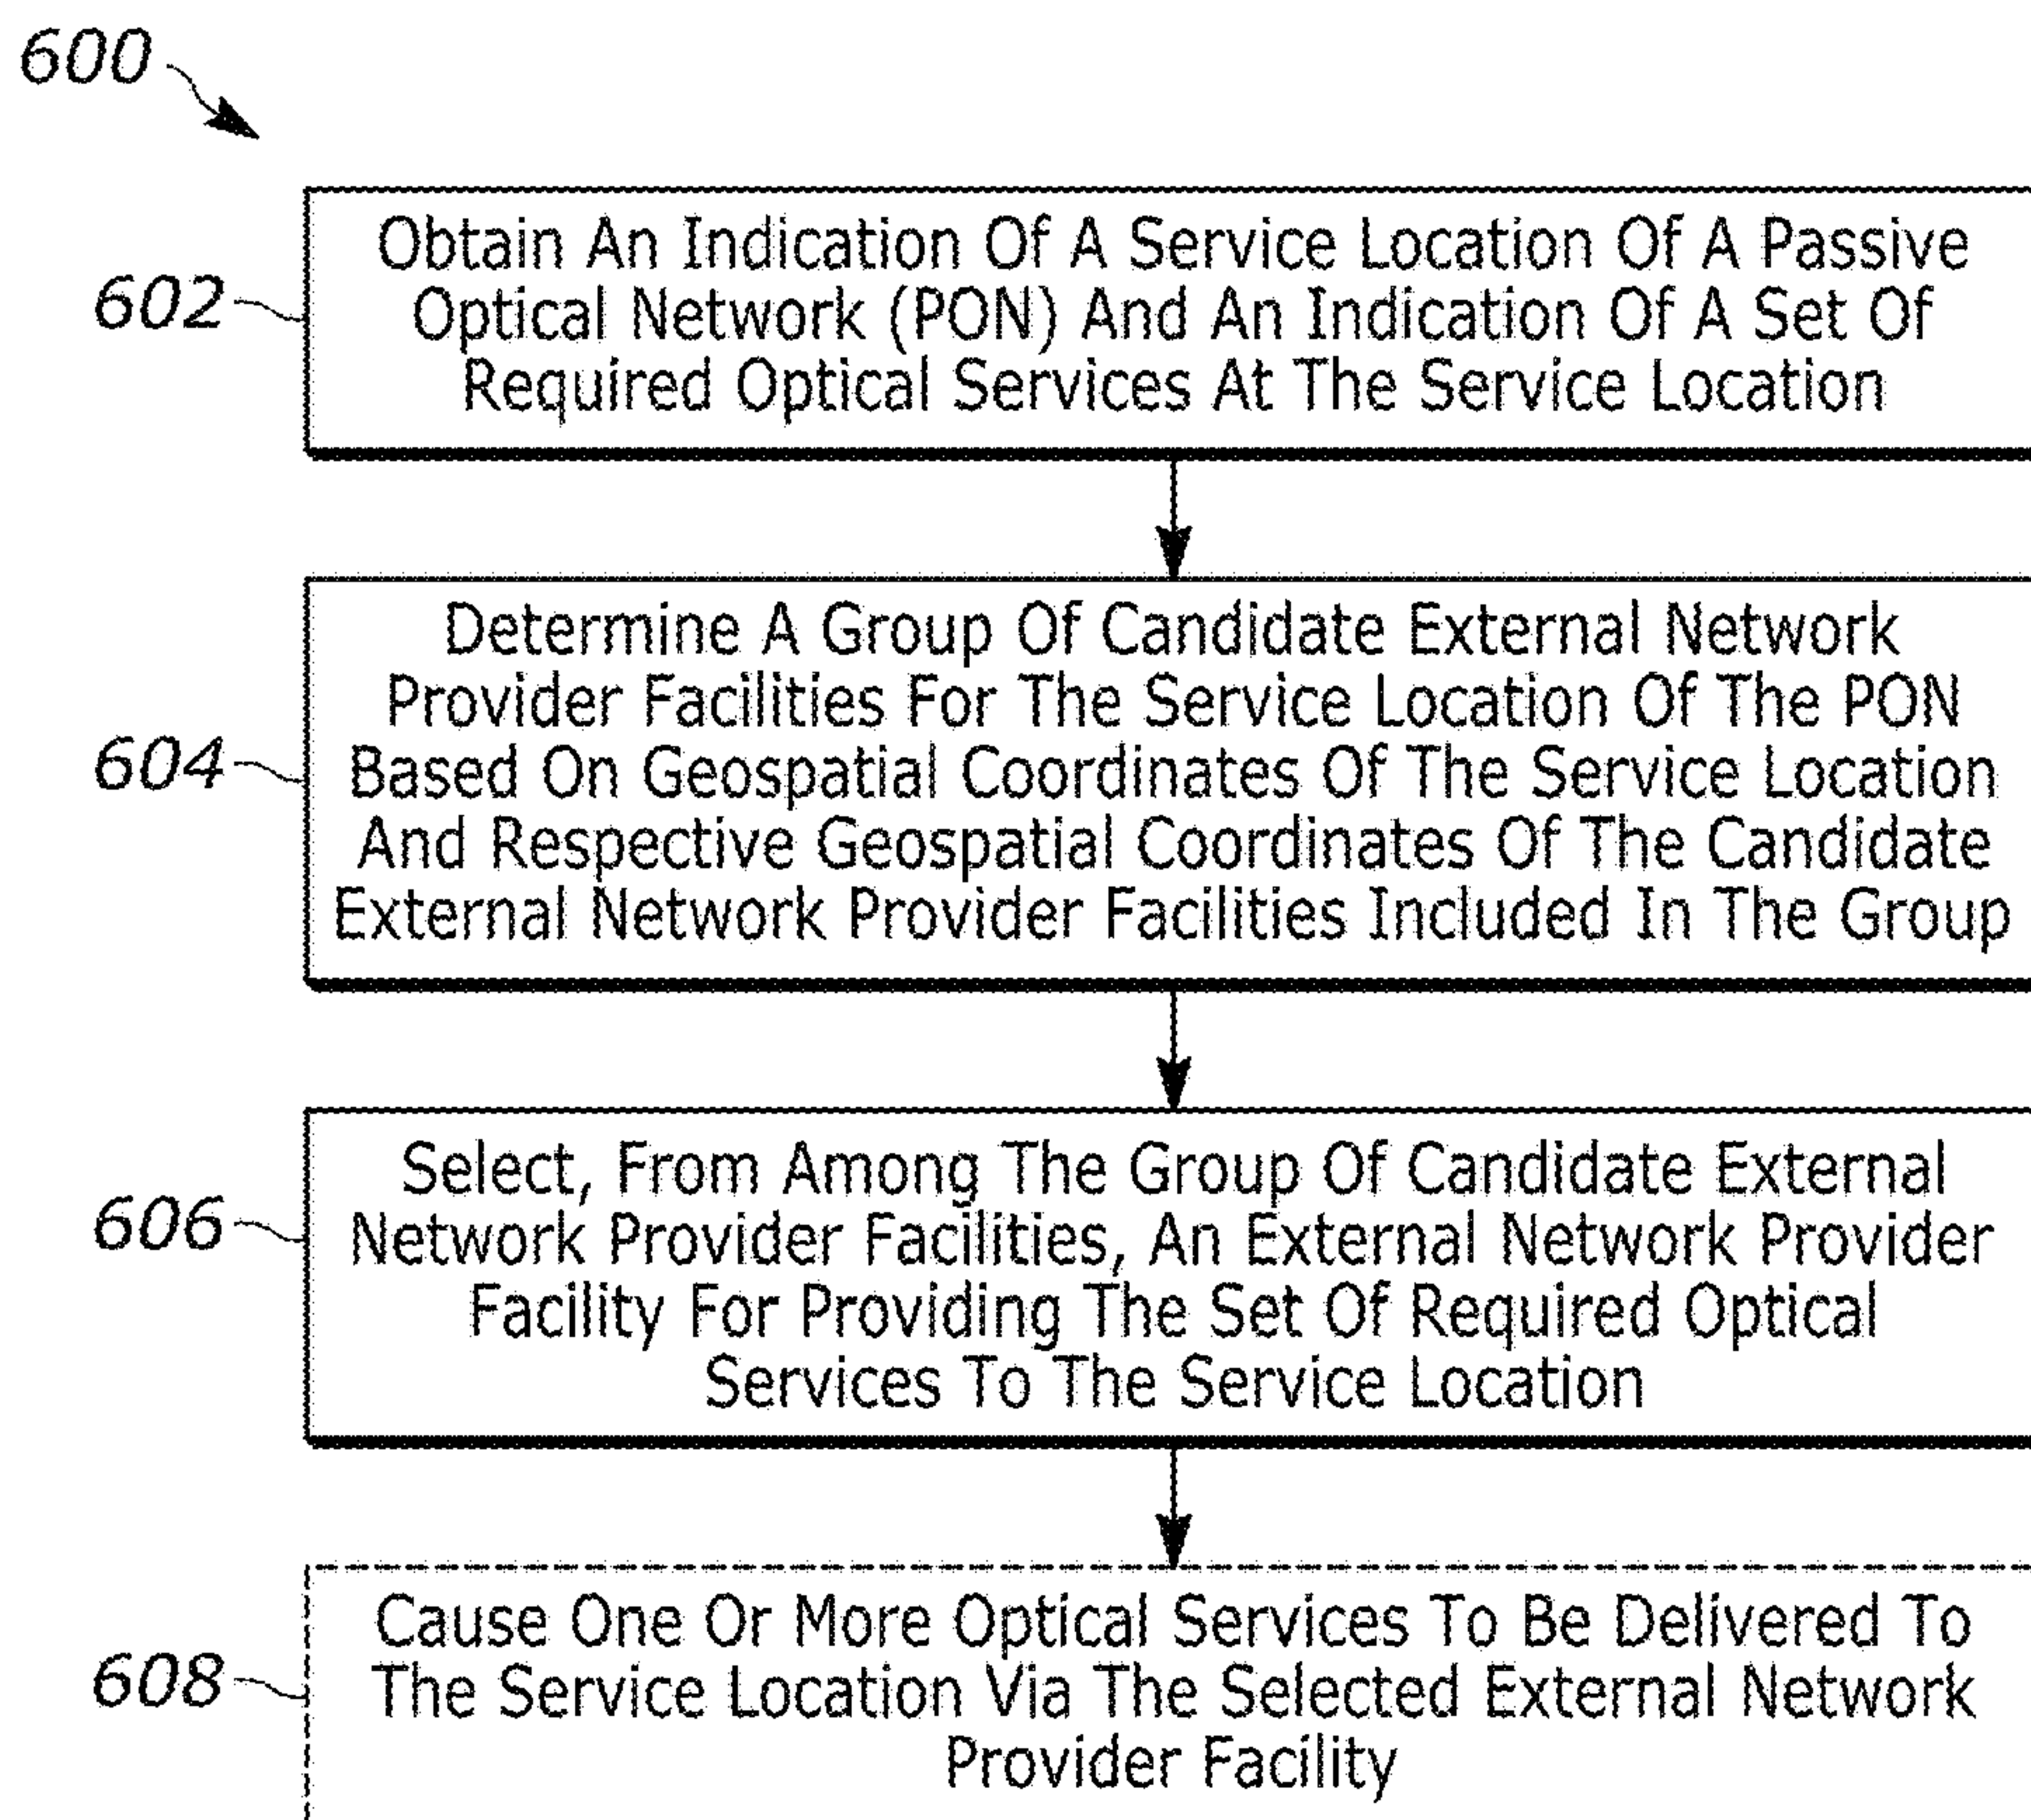 600
602
Obtain An Indication Of A Service Location Of A Passive
Optical Network (PON) And An Indication Of A Set Of
Required Optical Services At The Service Location
604
Determine A Group Of Candidate External Network
Provider Facilities For The Service Location Of The PON
Based On Geospatial Coordinates Of The Service Location
And Respective Geospatial Coordinates Of The Candidate
External Network Provider Facilities Included In The Group
606
Select, From Among The Group Of Candidate External
Network Provider Facilities, An External Network Provider
Facility For Providing The Set Of Required Optical
Services To The Service Location
608
Cause One Or More Optical Services To Be Delivered To
The Service Location Via The Selected External Network
Provider Facility